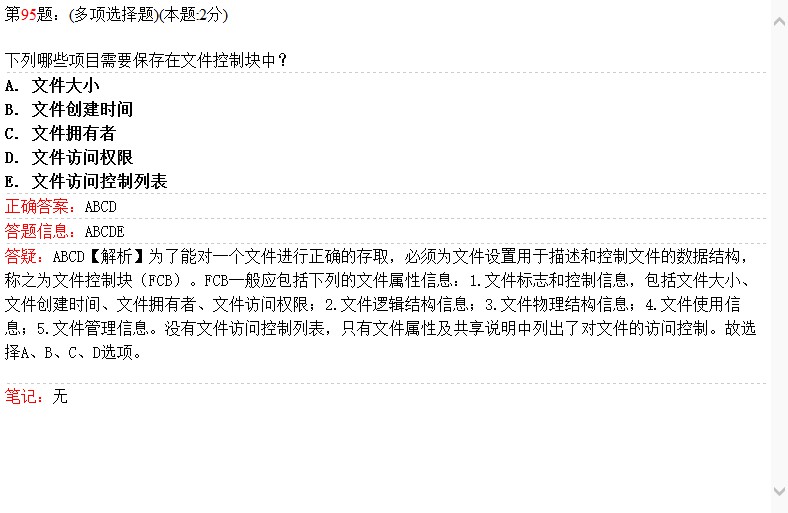 第95题：(多项选择题)(本题:2分)
下列哪些项目需要保存在文件控制块中?
A. 文件大小
B. 文件创建时间
C. 文件拥有者
D. 文件访问权限
E. 文件访问控制列表
正确答案：ABCD
答题信息：ABCDE
答疑：ABCD【解析】为了能对一个文件进行正确的存取，必须为文件设置用于描述和控制文件的数据结构，
称之为文件控制块（FCB）。FCB一般应包括下列的文件属性信息：1.文件标志和控制信息，包括文件大小、
文件创建时间、文件拥有者、文件访问权限；2.文件逻辑结构信息；3.文件物理结构信息；4.文件使用信
息；5.文件管理信息。没有文件访问控制列表，只有文件属性及共享说明中列出了对文件的访问控制。故选
择A、B、C、D选项。
笔记：无